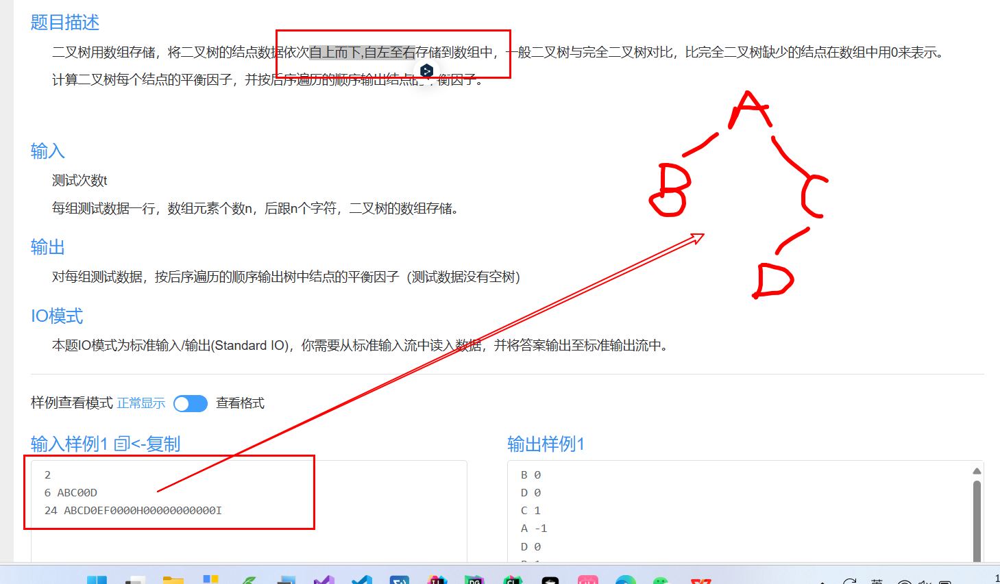 题目描述
二叉树用数组存储，将二叉树的结点数据依次自上而下,自左至右存储到数组中，一般二叉树与完全二叉树对比，比完全二叉树缺少的结点在数组中用0来表示。
计算二叉树每个结点的平衡因子，并按后序遍历的顺序输出结点的平衡因子。
A
B
C
D
输入
测试次数t
每组测试数据一行，数组元素个数n，后跟n个字符，二叉树的数组存储。
输出
对每组测试数据，按后序遍历的顺序输出树中结点的平衡因子（测试数据没有空树）
IO模式
本题IO模式为标准输入/输出(Standard IO)，你需要从标准输入流中读入数据，并将答案输出至标准输出流中。
样例查看模式 正常显示 查看格式
输入样例1 <-复制
2
6 ABC00D
24 ABCD0EF0000H00000000000I
输出样例1
B 0
D 0
C 1
A -1
D 0